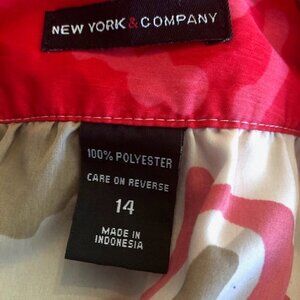 NEW YORK & COMPANY
100% POLYESTER
CARE ON REVERSE
14
MADE IN
INDONESIA